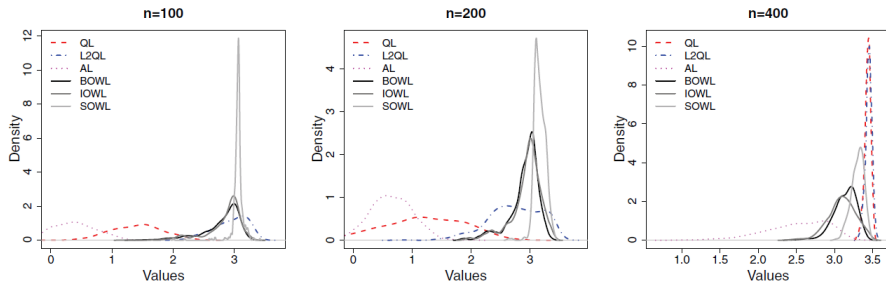 n=100
Density
12
10
8
6
4
2
0
QL
L2QL
AL
BOWL
IOWL
SOWL
0
1
2
3
Values
n=200
Density
4
3
2
1
0
QL
L2QL
AL
BOWL
IOWL
SOWL
0
1
2
3
Values
n=400
Density
10
8
6
4
2
0
QL
L2QL
AL
BOWL
IOWL
SOWL
1.0
1.5
2.0
2.5
3.0
3.5
Values